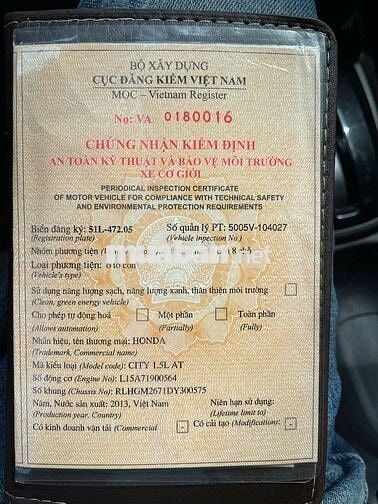 BỘ XÂY DỰNG
CỤC ĐĂNG KIỂM VIỆT NAM
MOC – Vietnam Register
No: VA 0180016
CHỨNG NHẬN KIỂM ĐỊNH
AN TOÀN KỸ THUẬT VÀ BẢO VỆ MÔI TRƯỜNG
XE CƠ GIỚI
PERIODICAL INSPECTION CERTIFICATE
OF MOTOR VEHICLE FOR COMPLIANCE WITH TECHNICAL SAFETY
AND ENVIRONMENTAL PROTECTION REQUIREMENTS
Biển đăng ký: 51L-472.05 Số quản lý PT: 5005V-104027
(Registration plate) (Vehicle inpection No.)
Nhóm phương tiện
Loại phương tiện: ô tô con
(Vehicle's type)
Sử dụng năng lượng sạch, năng lượng xanh, thân thiện môi trường
(Clean, green energy vehicle)
Cho phép tự động hoá Một phần Toàn phần
(Allows automation) (Partially) (Fully)
Nhãn hiệu, tên thương mại: HONDA
(Trademark, Commercial name)
Mã kiểu loại (Model code): CITY 1.5L AT
Số động cơ (Engine No): L15A71900564
Số khung (Chassis No): RLHGM2671DY300575
Năm, Nước sản xuất: 2013, Việt Nam Niên hạn sử dụng:
(Production year, Country) (Lifetime limit to)
Có kinh doanh vận tải (Commercial Có cải tạo (Modification):